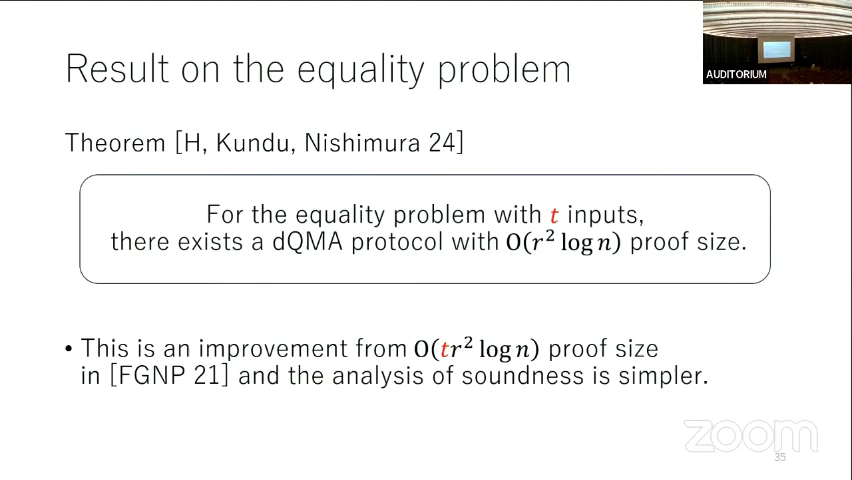 AUDITORIUM
Result on the equality problem
Theorem [H, Kundu, Nishimura 24]
For the equality problem with t inputs,
there exists a dQMA protocol with O(r² log n) proof size.
• This is an improvement from O(tr² log n) proof size
in [FGNP 21] and the analysis of soundness is simpler.
zoom
35